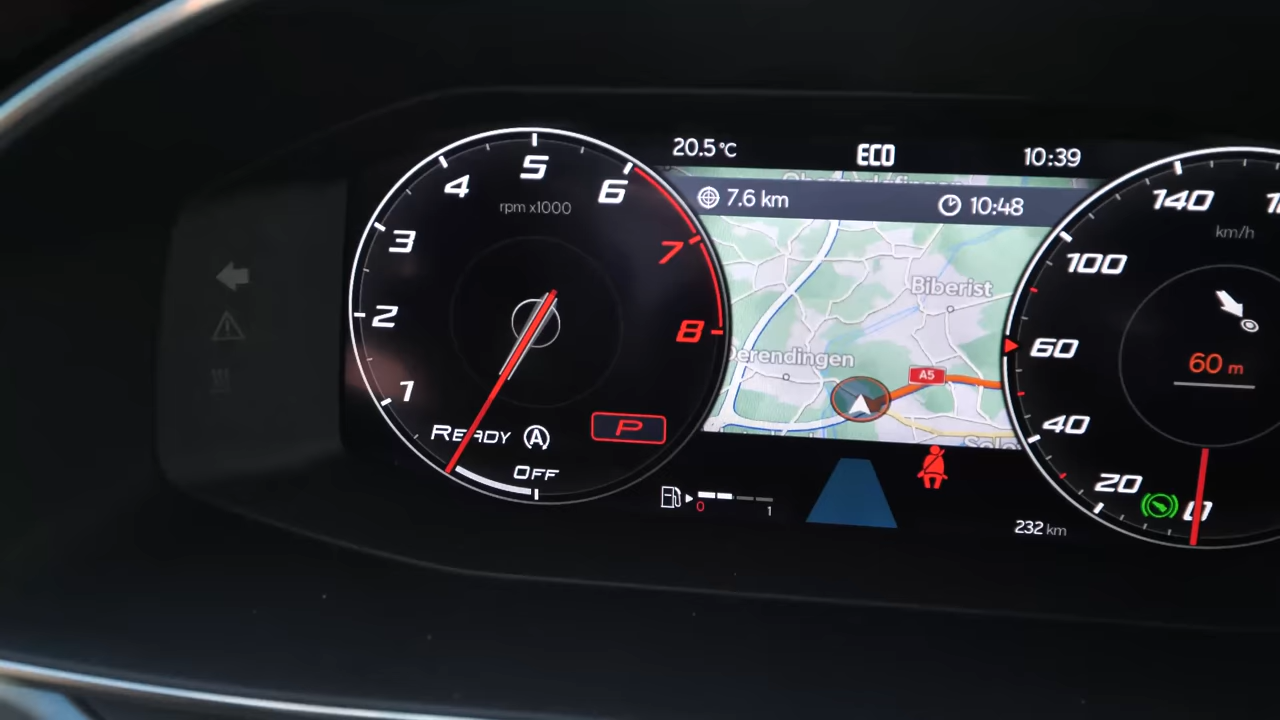 20.5°C
ECO
10:39
7.6 km
10:48
Biberist
Derendingen
A5
1
2
3
4
5
6
7
8
rpm x1000
READY A
OFF
P
0
1
232 km
0
20
40
60
100
140
km/h
60 m